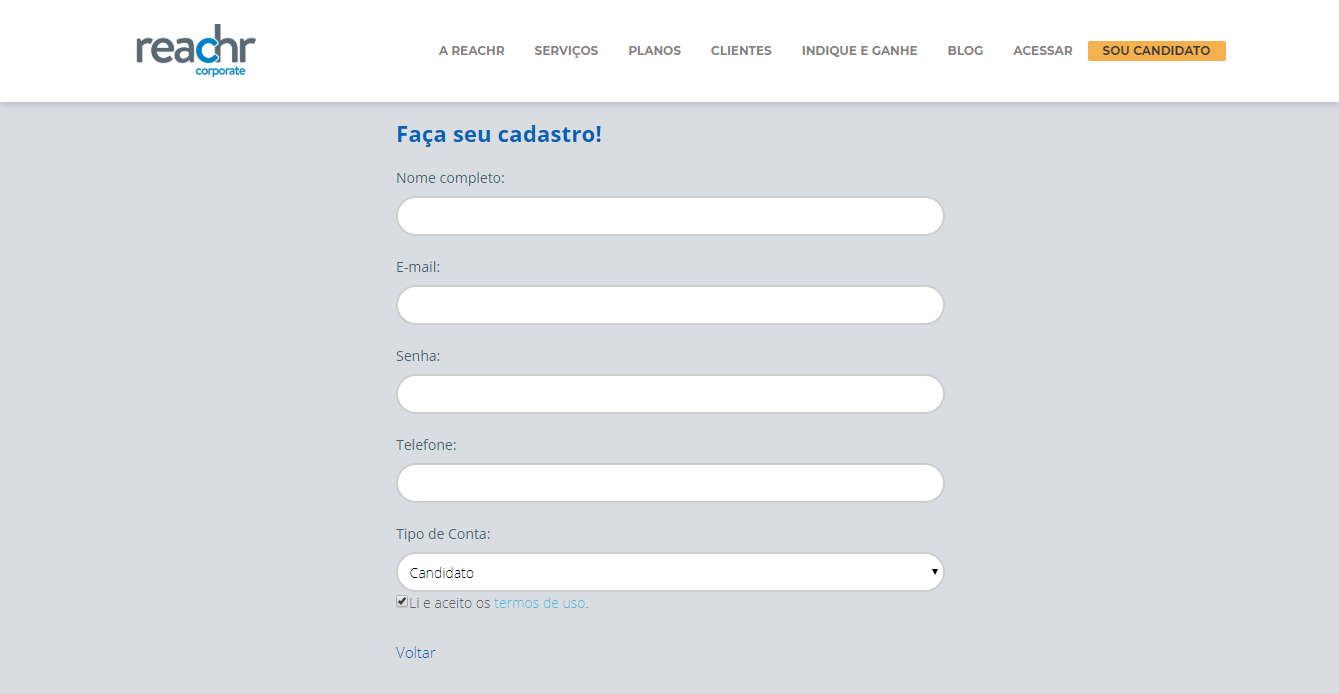 reachr
corporate
A REACHR SERVIÇOS PLANOS CLIENTES INDIQUE E GANHE BLOG ACESSAR SOU CANDIDATO
Faça seu cadastro!
Nome completo:
E-mail:
Senha:
Telefone:
Tipo de Conta:
Candidato
Li e aceito os termos de uso.
Voltar